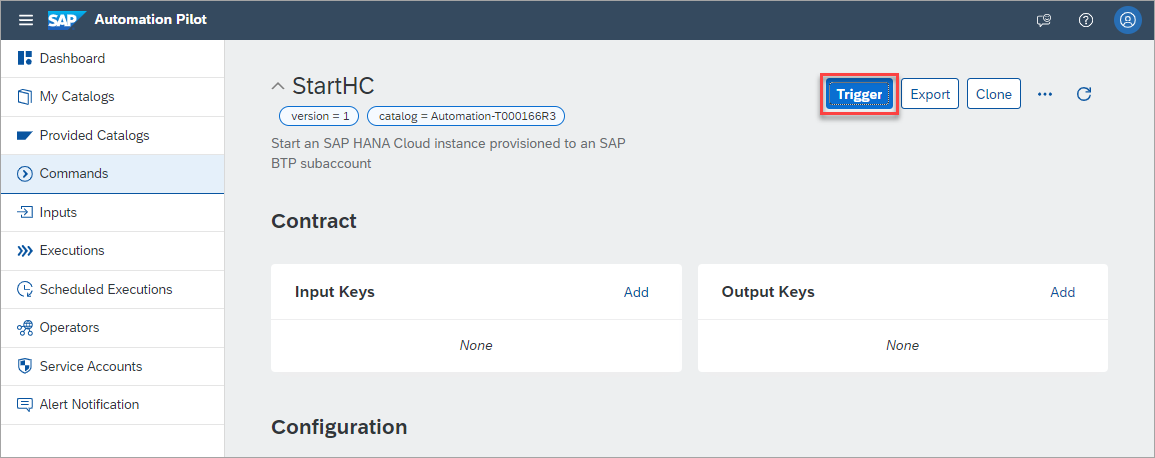 SAP Automation Pilot
Dashboard
My Catalogs
Provided Catalogs
Commands
Inputs
Executions
Scheduled Executions
Operators
Service Accounts
Alert Notification
StartHC
Trigger
Export
Clone
version = 1
catalog = Automation-T000166R3
Start an SAP HANA Cloud instance provisioned to an SAP
BTP subaccount
Contract
Input Keys
Add
None
Output Keys
Add
None
Configuration